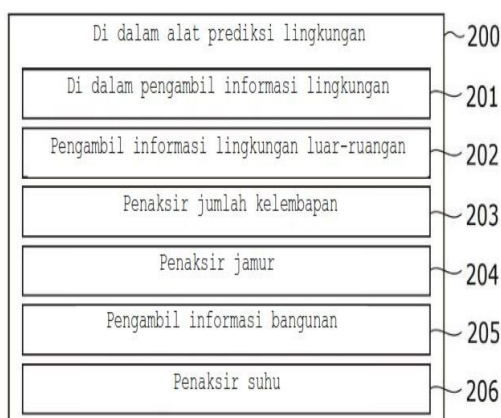 Di dalam alat prediksi lingkungan 200
Di dalam pengambil informasi lingkungan 201
Pengambil informasi lingkungan luar-ruangan 202
Penaksir jumlah kelembapan 203
Penaksir jamur 204
Pengambil informasi bangunan 205
Penaksir suhu 206